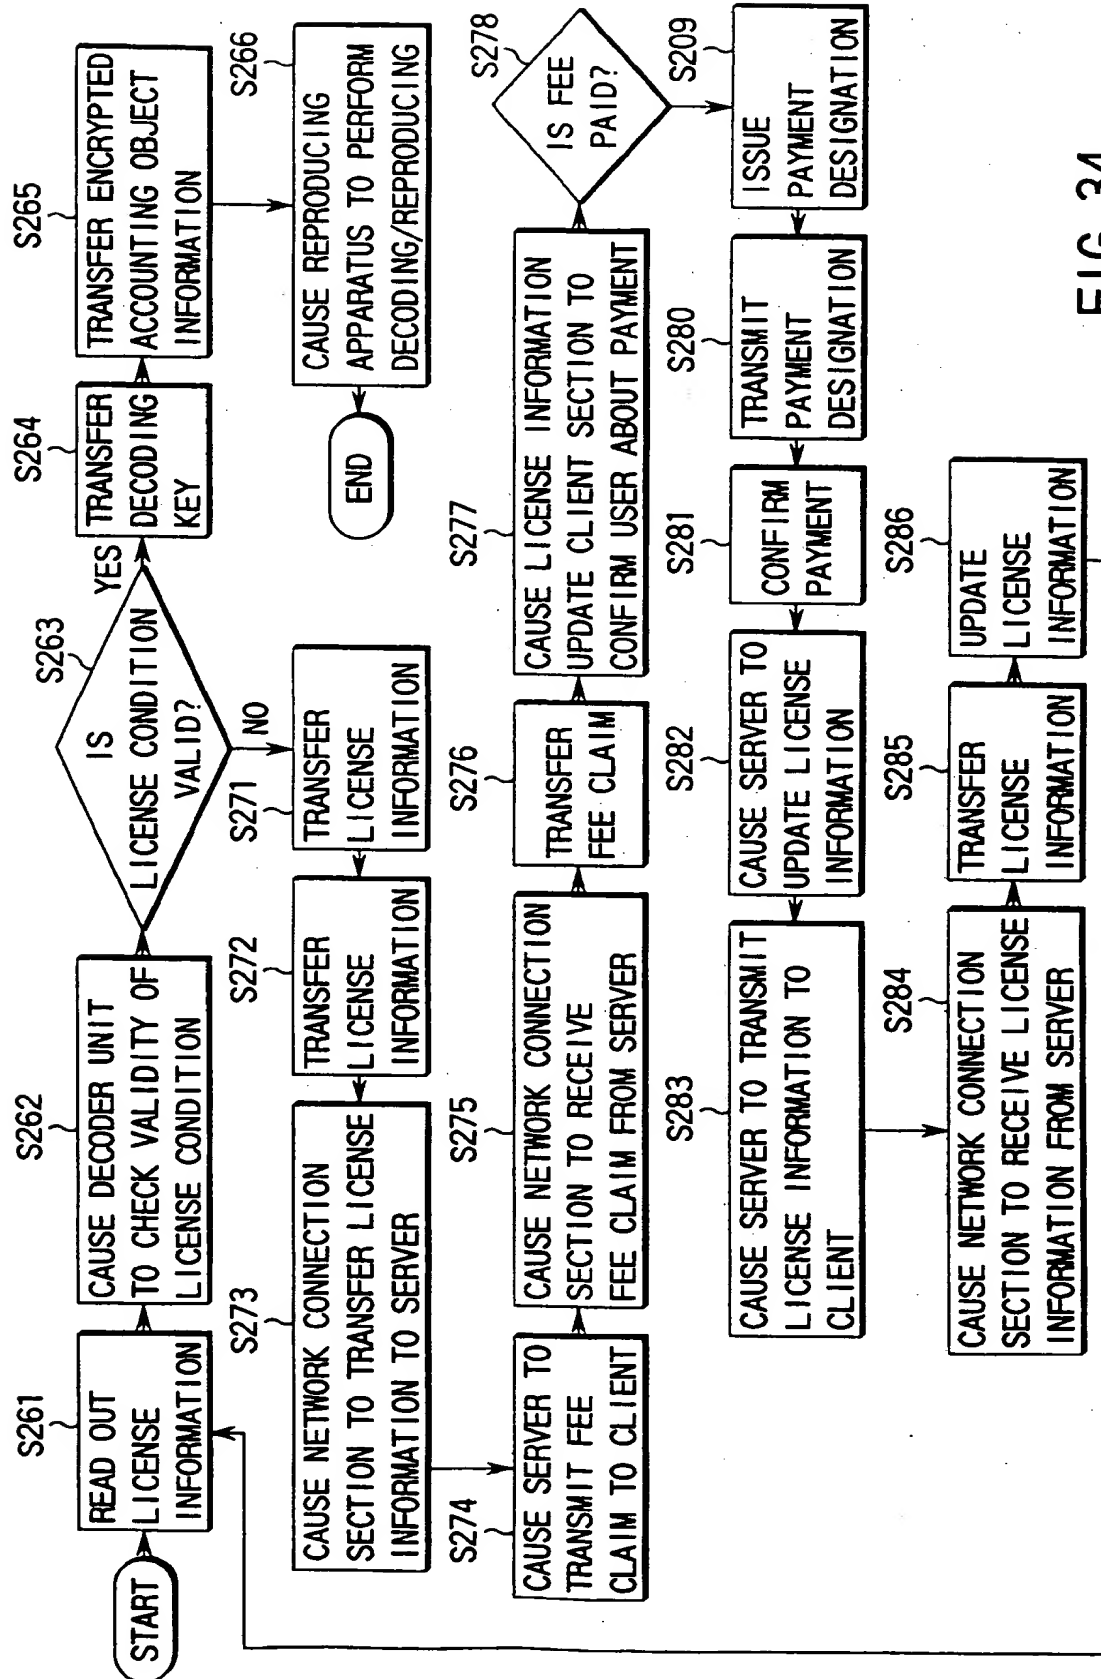 START
S261
READ OUT
LICENSE
INFORMATION
S262
CAUSE DECODER UNIT
TO CHECK VALIDITY OF
LICENSE CONDITION
S263
IS
LICENSE CONDITION
VALID?
YES
NO
S264
TRANSFER
DECODING
KEY
S265
TRANSFER ENCRYPTED
ACCOUNTING OBJECT
INFORMATION
S266
CAUSE REPRODUCING
APPARATUS TO PERFORM
DECODING/REPRODUCING
END
S271
TRANSFER
LICENSE
INFORMATION
S272
TRANSFER
LICENSE
INFORMATION
S273
CAUSE NETWORK CONNECTION
SECTION TO TRANSFER LICENSE
INFORMATION TO SERVER
S274
CAUSE SERVER TO
TRANSMIT FEE
CLAIM TO CLIENT
S275
CAUSE NETWORK CONNECTION
SECTION TO RECEIVE
FEE CLAIM FROM SERVER
S276
TRANSFER
FEE CLAIM
S277
CAUSE LICENSE INFORMATION
UPDATE CLIENT SECTION TO
CONFIRM USER ABOUT PAYMENT
S278
IS FEE
PAID?
S209
ISSUE
PAYMENT
DESIGNATION
S280
TRANSMIT
PAYMENT
DESIGNATION
S281
CONFIRM
PAYMENT
S282
CAUSE SERVER TO
UPDATE LICENSE
INFORMATION
S283
CAUSE SERVER TO TRANSMIT
LICENSE INFORMATION TO
CLIENT
S284
CAUSE NETWORK CONNECTION
SECTION TO RECEIVE LICENSE
INFORMATION FROM SERVER
S285
TRANSFER
LICENSE
INFORMATION
S286
UPDATE
LICENSE
INFORMATION
FIG. 34